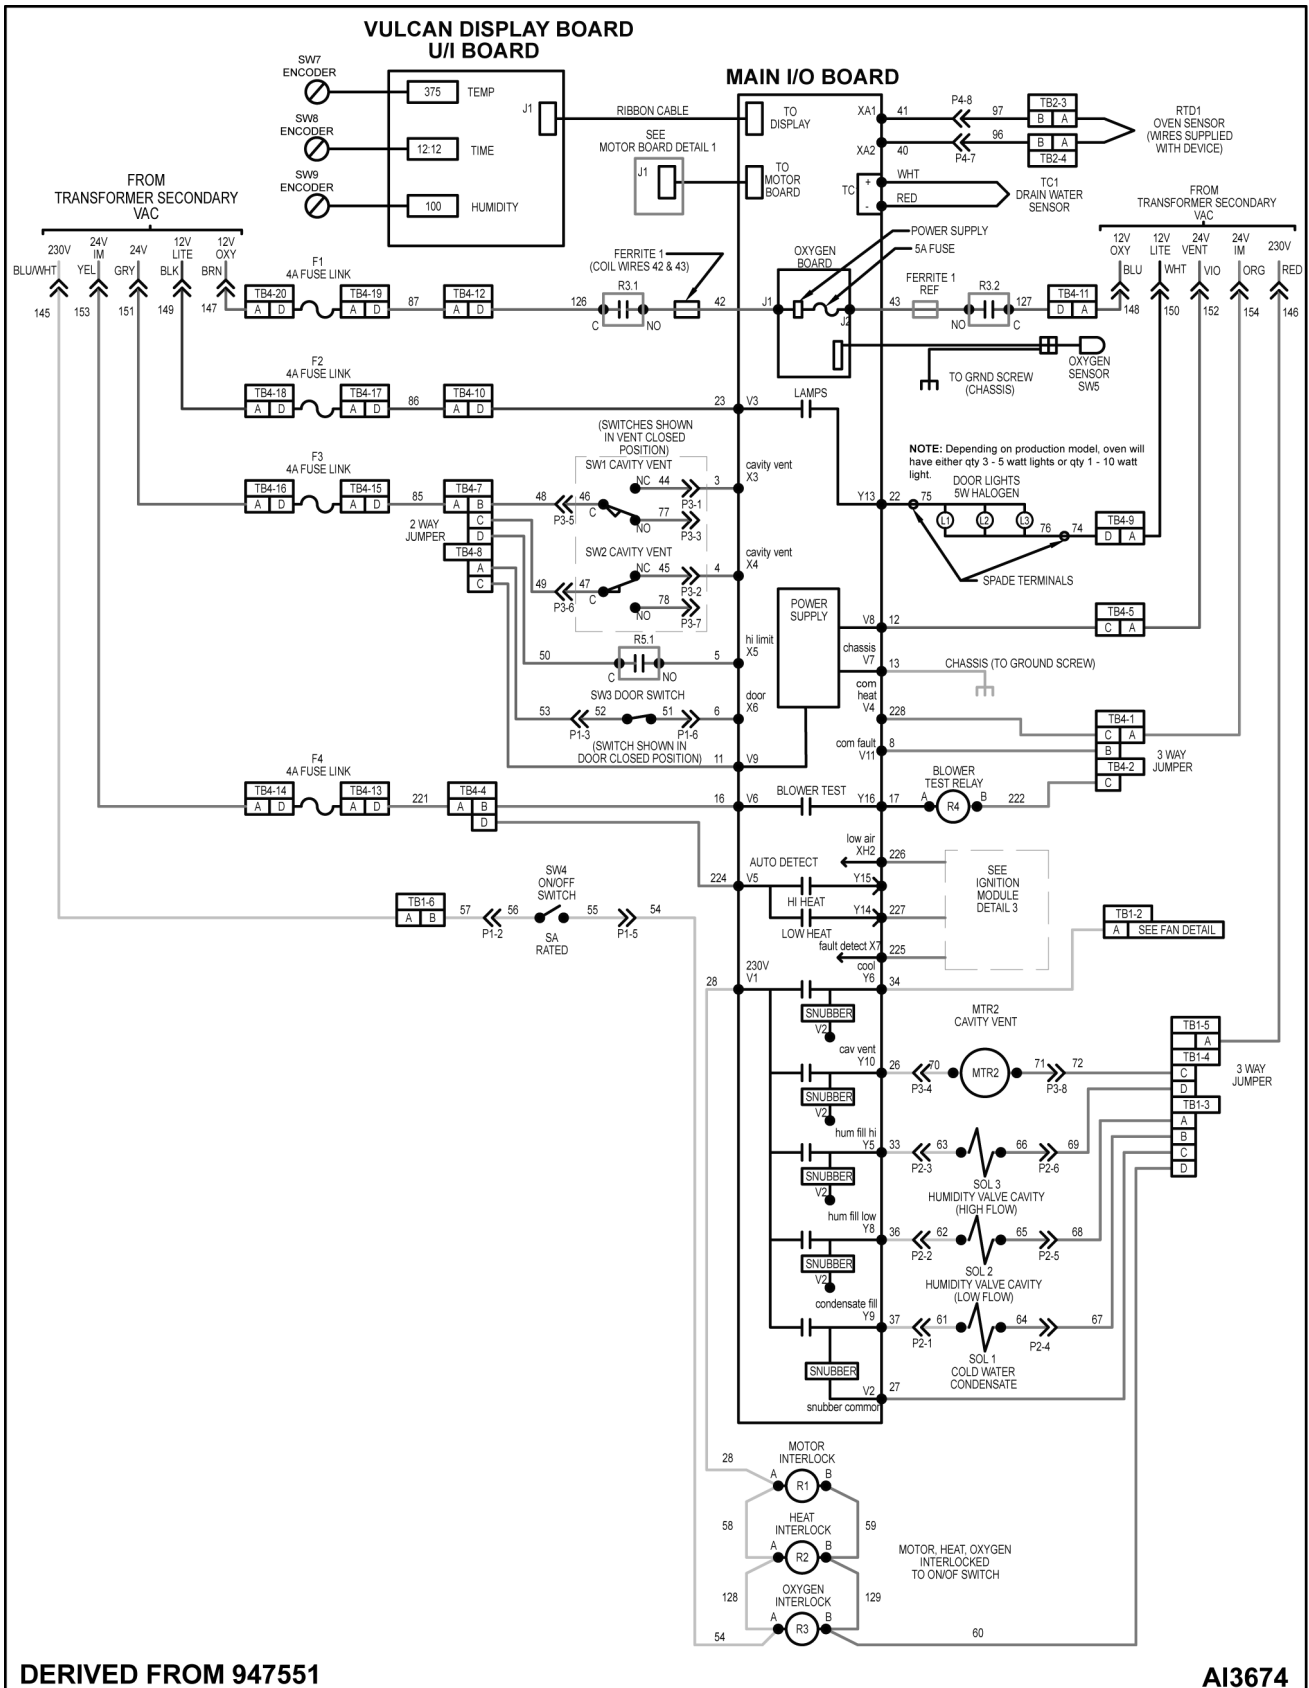 VULCAN DISPLAY BOARD
U/I BOARD
SW7
ENCODER
375 TEMP
J1
SW8
ENCODER
12:12 TIME
SW9
ENCODER
100 HUMIDITY
MAIN I/O BOARD
RIBBON CABLE
TO
DISPLAY
SEE
MOTOR BOARD DETAIL 1
J1
TO
MOTOR
BOARD
XA1 41 P4-8 97 TB2-3
B A
XA2 40 P4-7 96 B A
TB2-4
RTD1
OVEN SENSOR
(WIRES SUPPLIED
WITH DEVICE)
TC + -
WHT
RED
TC1
DRAIN WATER
SENSOR
FROM
TRANSFORMER SECONDARY
VAC
230V 24V IM 24V 12V LITE 12V OXY
BLU/WHT YEL GRY BLK BRN
145 153 151 149 147
FROM
TRANSFORMER SECONDARY
VAC
12V OXY 12V LITE 24V VENT 24V IM 230V
BLU WHT VIO ORG RED
148 150 152 154 146
F1
4A FUSE LINK
TB4-20 TB4-19 87 TB4-12
A D A D A D
126 R3.1
C NO
FERRITE 1
(COIL WIRES 42 & 43)
42
J1
OXYGEN
BOARD
POWER SUPPLY
5A FUSE
J2
43
FERRITE 1
REF
R3.2
NO C
127 TB4-11
D A
OXYGEN
SENSOR
SW5
TO GRND SCREW
(CHASSIS)
F2
4A FUSE LINK
TB4-18 TB4-17 86 TB4-10
A D A D A D
23 V3 LAMPS
F3
4A FUSE LINK
TB4-16 TB4-15 85 TB4-7
A D A D A B
C
D
TB4-8
A
C
2 WAY
JUMPER
(SWITCHES SHOWN
IN VENT CLOSED
POSITION)
SW1 CAVITY VENT
48 P3-5 46 C NC 44 P3-1 3
NO 77 P3-3
cavity vent
X3
SW2 CAVITY VENT
49 P3-6 47 C NC 45 P3-2 4
NO 78 P3-7
cavity vent
X4
50 R5.1 5
C NO
hi limit
X5
SW3 DOOR SWITCH
53 P1-3 52 51 P1-6 6
door
X6
(SWITCH SHOWN IN
DOOR CLOSED POSITION)
11 V9
NOTE: Depending on production model, oven will
have either qty 3 - 5 watt lights or qty 1 - 10 watt
light.
DOOR LIGHTS
5W HALOGEN
Y13 22 75
L1 L2 L3
76 74 TB4-9
D A
SPADE TERMINALS
POWER
SUPPLY
V8 12 TB4-5
C A
chassis
V7 13 CHASSIS (TO GROUND SCREW)
com
heat
V4 228 TB4-1
C A
com fault
V11 8 B
TB4-2
C
3 WAY
JUMPER
F4
4A FUSE LINK
TB4-14 TB4-13 221 TB4-4
A D A D A B
D
16 V6 BLOWER TEST Y16 17
BLOWER
TEST RELAY
A R4 B 222
low air
XH2 226
AUTO DETECT
224 V5 Y15
HI HEAT
Y14 227
LOW HEAT
fault detect X7 225
SEE
IGNITION
MODULE
DETAIL 3
TB1-6
A B
57 P1-2 56
SW4
ON/OFF
SWITCH
SA
RATED
55 P1-5 54
TB1-2
A SEE FAN DETAIL
28
230V
V1
cool
Y6 34
SNUBBER
V2
cav vent
Y10 26 P3-4 70
MTR2
CAVITY VENT
MTR2
71 P3-8 72
SNUBBER
V2
TB1-5
A
TB1-4
C
D
TB1-3
A
B
C
D
3 WAY
JUMPER
hum fill hi
Y5 33 P2-3 63 66 P2-6 69
SOL 3
HUMIDITY VALVE CAVITY
(HIGH FLOW)
SNUBBER
V2
hum fill low
Y8 36 P2-2 62 65 P2-5 68
SOL 2
HUMIDITY VALVE CAVITY
(LOW FLOW)
SNUBBER
V2
condensate fill
Y9 37 P2-1 61 64 P2-4 67
SOL 1
COLD WATER
CONDENSATE
SNUBBER
V2 27
snubber common
28
MOTOR
INTERLOCK
A R1 B
58 59
HEAT
INTERLOCK
A R2 B
128 129
OXYGEN
INTERLOCK
A R3 B
54 60
MOTOR, HEAT, OXYGEN
INTERLOCKED
TO ON/OF SWITCH
DERIVED FROM 947551
AI3674